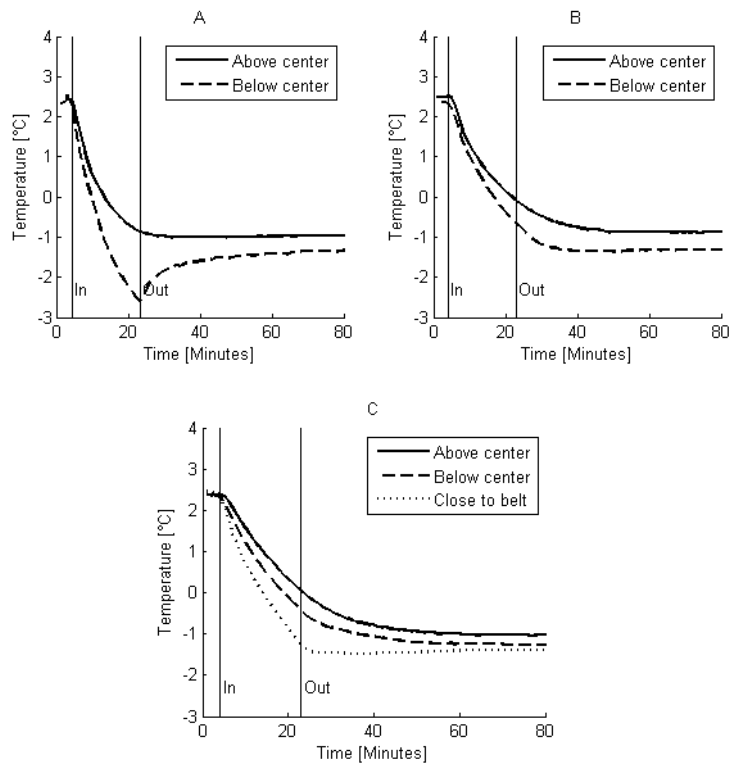 A
4
3
2
1
0
-1
-2
-3
Temperature [°C]
Above center
Below center
In
Out
0 20 40 60 80
Time [Minutes]
B
4
3
2
1
0
-1
-2
-3
Temperature [°C]
Above center
Below center
In
Out
0 20 40 60 80
Time [Minutes]
C
4
3
2
1
0
-1
-2
-3
Temperature [°C]
Above center
Below center
Close to belt
In
Out
0 20 40 60 80
Time [Minutes]